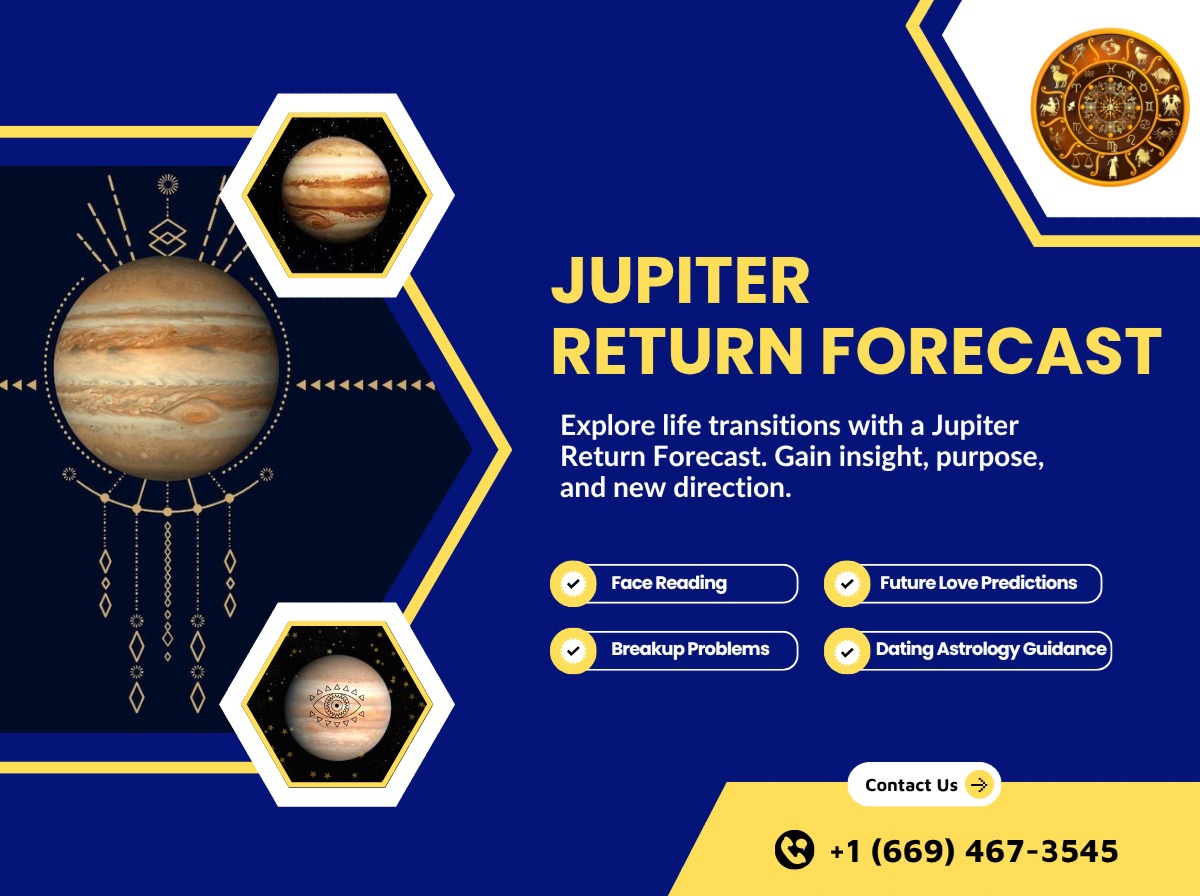 JUPITER
RETURN FORECAST
Explore life transitions with a Jupiter
Return Forecast. Gain insight, purpose,
and new direction.
Face Reading
Future Love Predictions
Breakup Problems
Dating Astrology Guidance
Contact Us
+1 (669) 467-3545